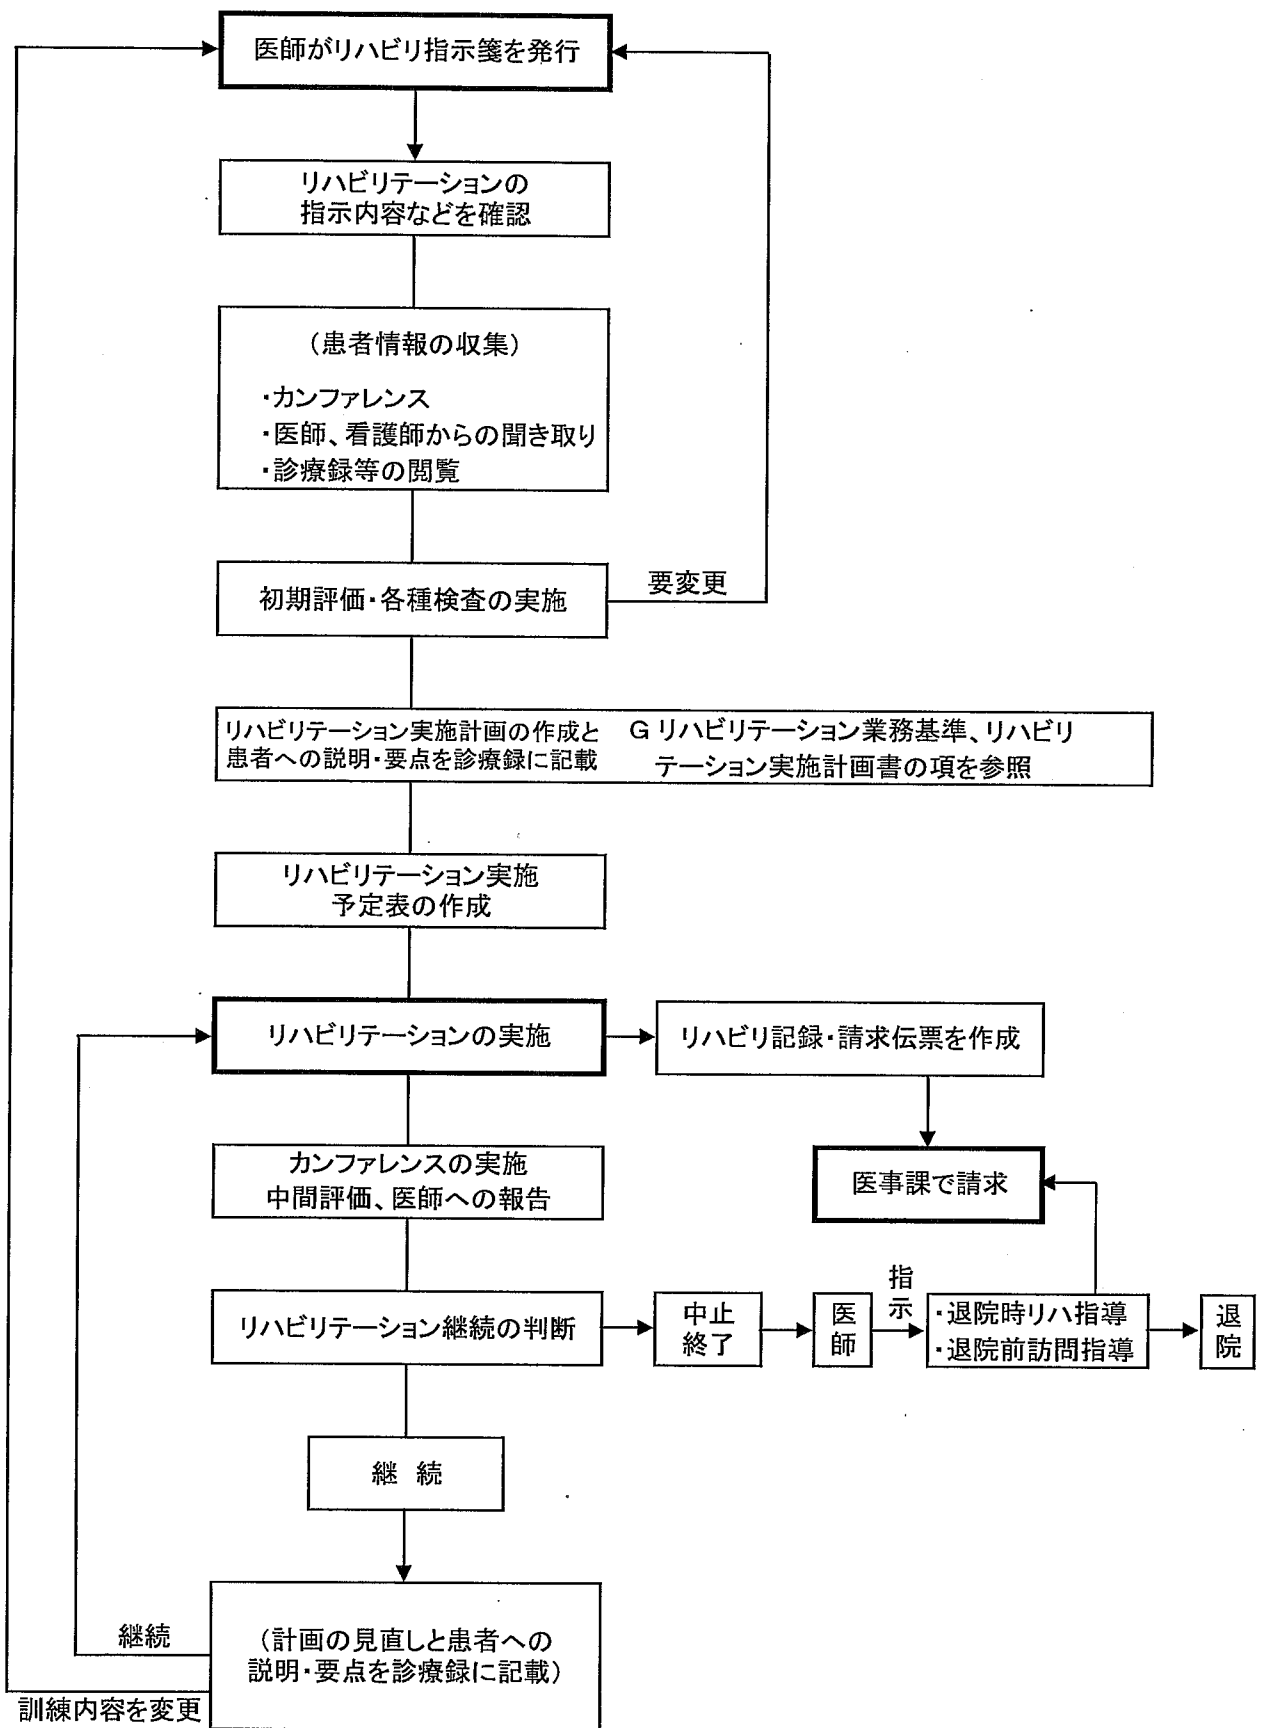 医師がリハビリ指示箋を発行
リハビリテーションの
指示内容などを確認
（患者情報の収集）
・カンファレンス
・医師、看護師からの聞き取り
・診療録等の閲覧
初期評価・各種検査の実施
要変更
リハビリテーション実施計画の作成と
患者への説明・要点を診療録に記載
G リハビリテーション業務基準、リハビリ
テーション実施計画書の項を参照
リハビリテーション実施
予定表の作成
リハビリテーションの実施
リハビリ記録・請求伝票を作成
カンファレンスの実施
中間評価、医師への報告
医事課で請求
リハビリテーション継続の判断
中止
終了
医師
指示
・退院時リハ指導
・退院前訪問指導
退院
継 続
継続
（計画の見直しと患者への
説明・要点を診療録に記載）
訓練内容を変更